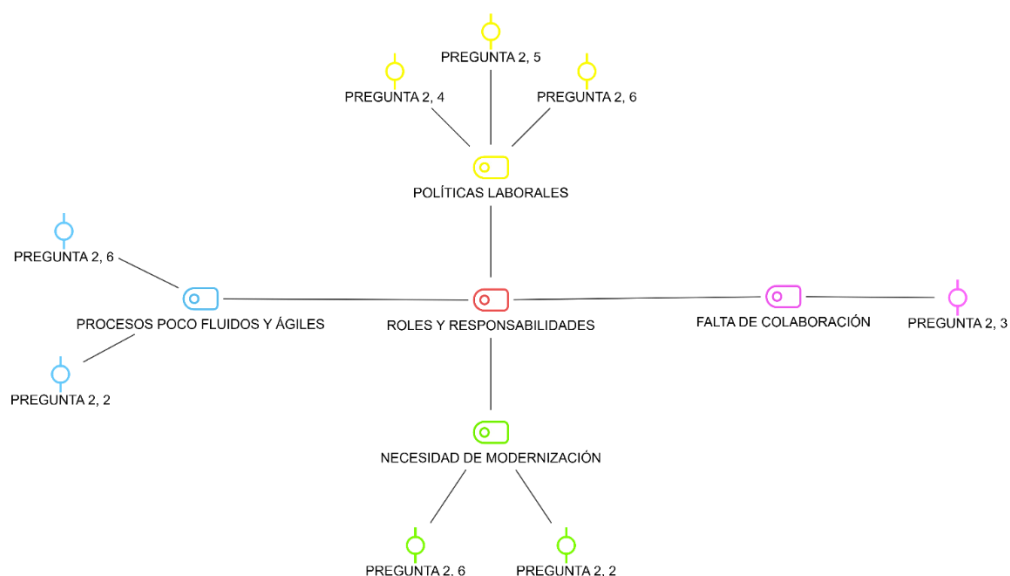 PREGUNTA 2, 5
PREGUNTA 2, 4
PREGUNTA 2, 6
POLÍTICAS LABORALES
PREGUNTA 2, 6
PROCESOS POCO FLUIDOS Y ÁGILES
ROLES Y RESPONSABILIDADES
FALTA DE COLABORACIÓN
PREGUNTA 2, 3
PREGUNTA 2, 2
NECESIDAD DE MODERNIZACIÓN
PREGUNTA 2, 6
PREGUNTA 2, 2